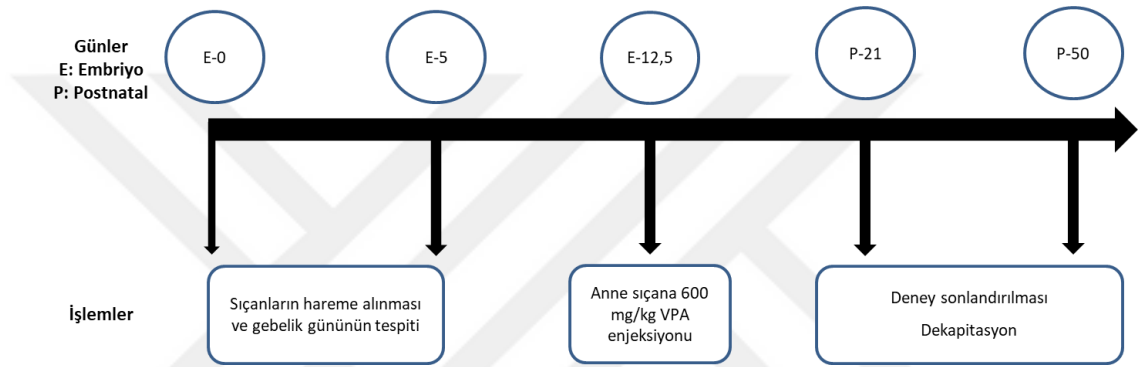 Günler
E: Embriyo
P: Postnatal
E-0
E-5
E-12,5
P-21
P-50
İşlemler
Sıçanların hareme alınması
ve gebelik gününün tespiti
Anne sıçana 600
mg/kg VPA
enjeksiyonu
Deney sonlandırılması
Dekapitasyon